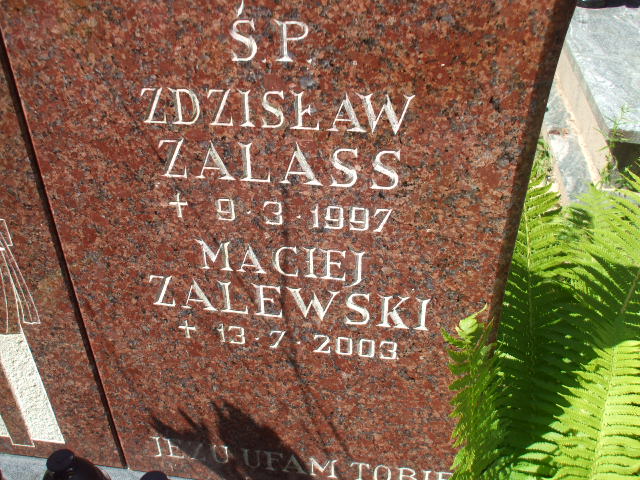 Ś.P.
ZDZISŁAW
ZALASS
+ 9·3·1997
MACIEJ
ZALEWSKI
+ 13·7·2003
JEZU UFAM TOBIE